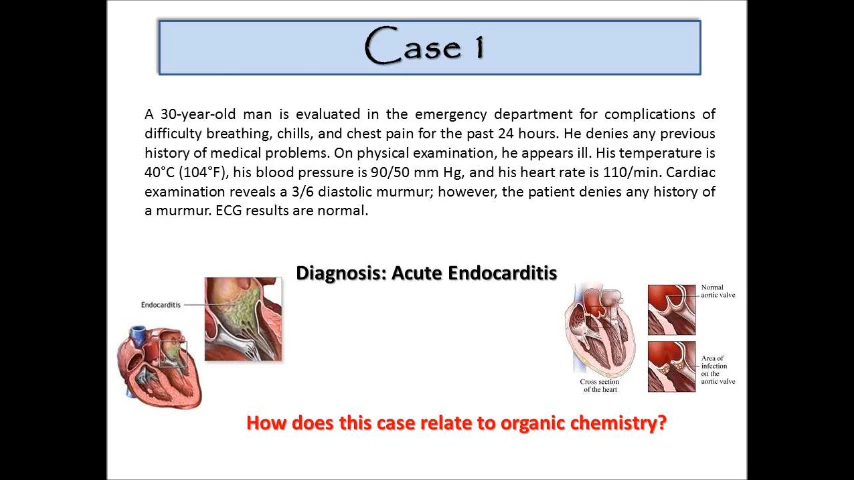 Case 1
A 30-year-old man is evaluated in the emergency department for complications of
difficulty breathing, chills, and chest pain for the past 24 hours. He denies any previous
history of medical problems. On physical examination, he appears ill. His temperature is
40°C (104°F), his blood pressure is 90/50 mm Hg, and his heart rate is 110/min. Cardiac
examination reveals a 3/6 diastolic murmur; however, the patient denies any history of
a murmur. ECG results are normal.
Diagnosis: Acute Endocarditis
Endocarditis
Normal
aortic valve
Area of
infection
on the
aortic valve
Cross section
of the heart
How does this case relate to organic chemistry?